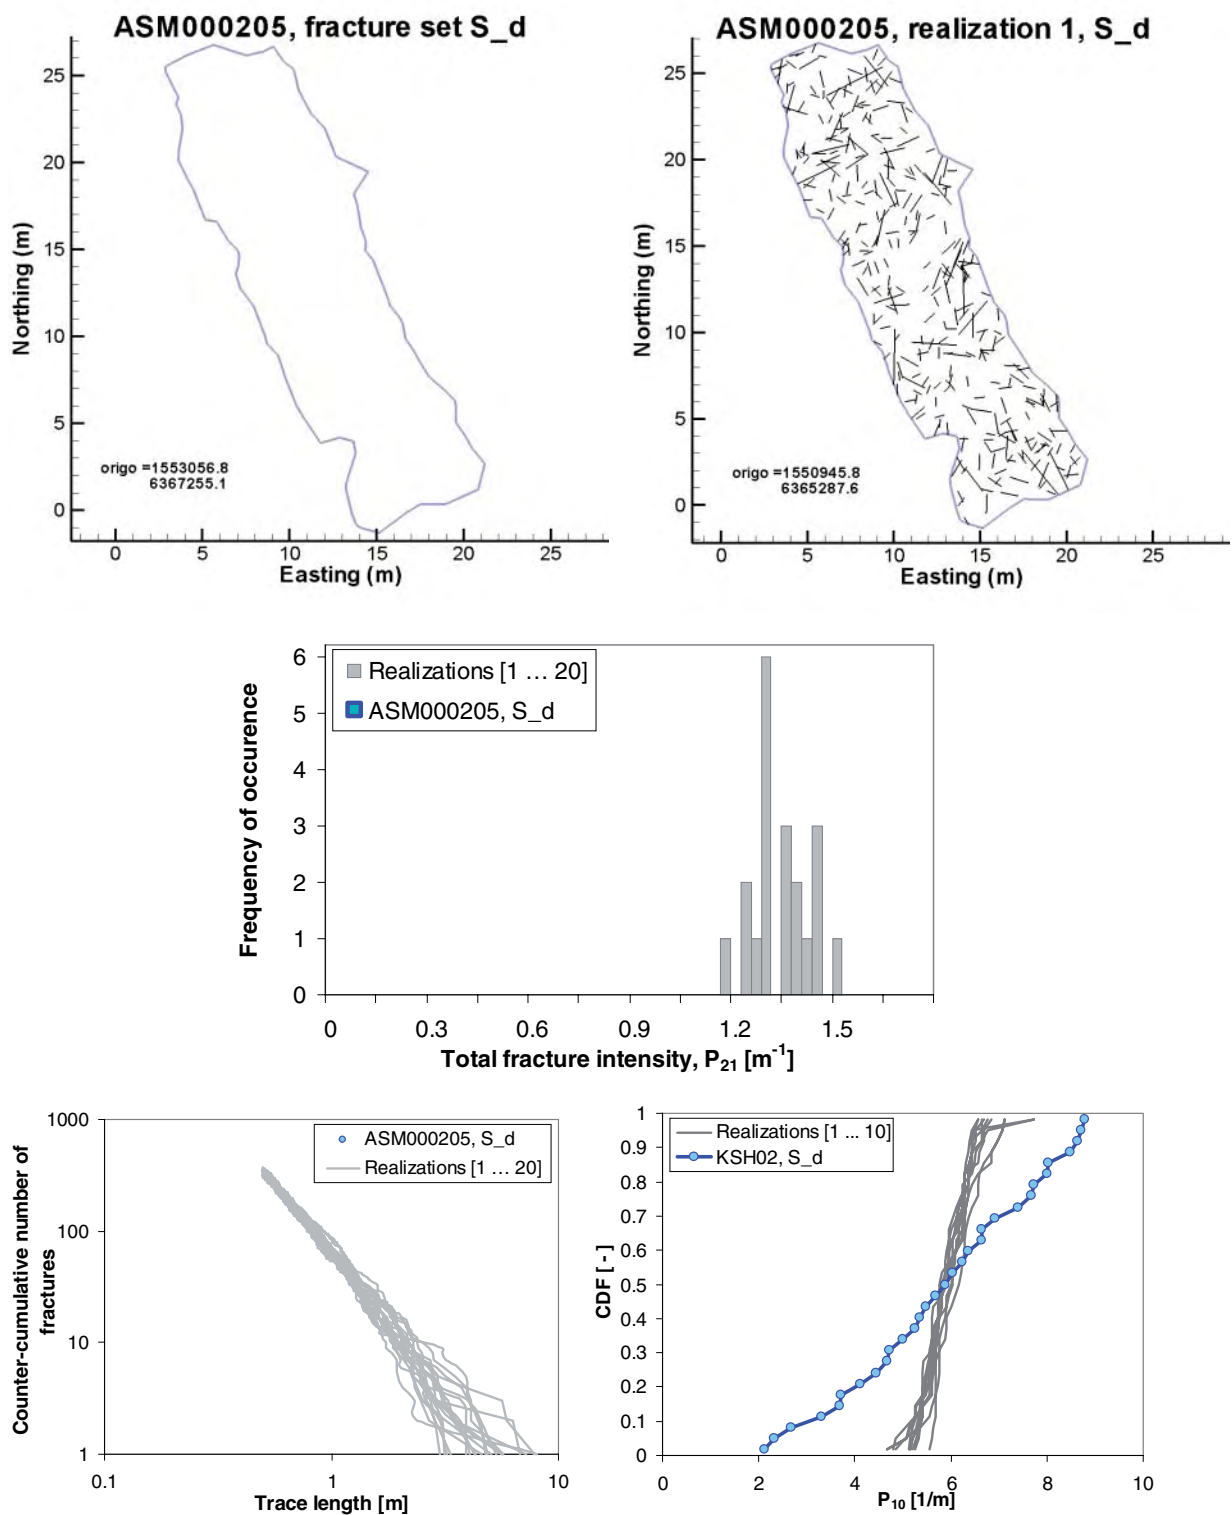 ASM000205, fracture set S_d
25
20
15
10
5
0
Northing (m)
origo =1553056.8
6367255.1
0 5 10 15 20 25
Easting (m)
ASM000205, realization 1, S_d
25
20
15
10
5
0
Northing (m)
origo =1550945.8
6365287.6
0 5 10 15 20 25
Easting (m)
6
5
4
3
2
1
0
Frequency of occurence
Realizations [1 … 20]
ASM000205, S_d
0 0.3 0.6 0.9 1.2 1.5
Total fracture intensity, P21 [m-1]
1000
100
10
1
Counter-cumulative number of
fractures
ASM000205, S_d
Realizations [1 … 20]
0.1 1 10
Trace length [m]
1
0.9
0.8
0.7
0.6
0.5
0.4
0.3
0.2
0.1
0
CDF [ - ]
Realizations [1 ... 10]
KSH02, S_d
0 2 4 6 8 10
P10 [1/m]